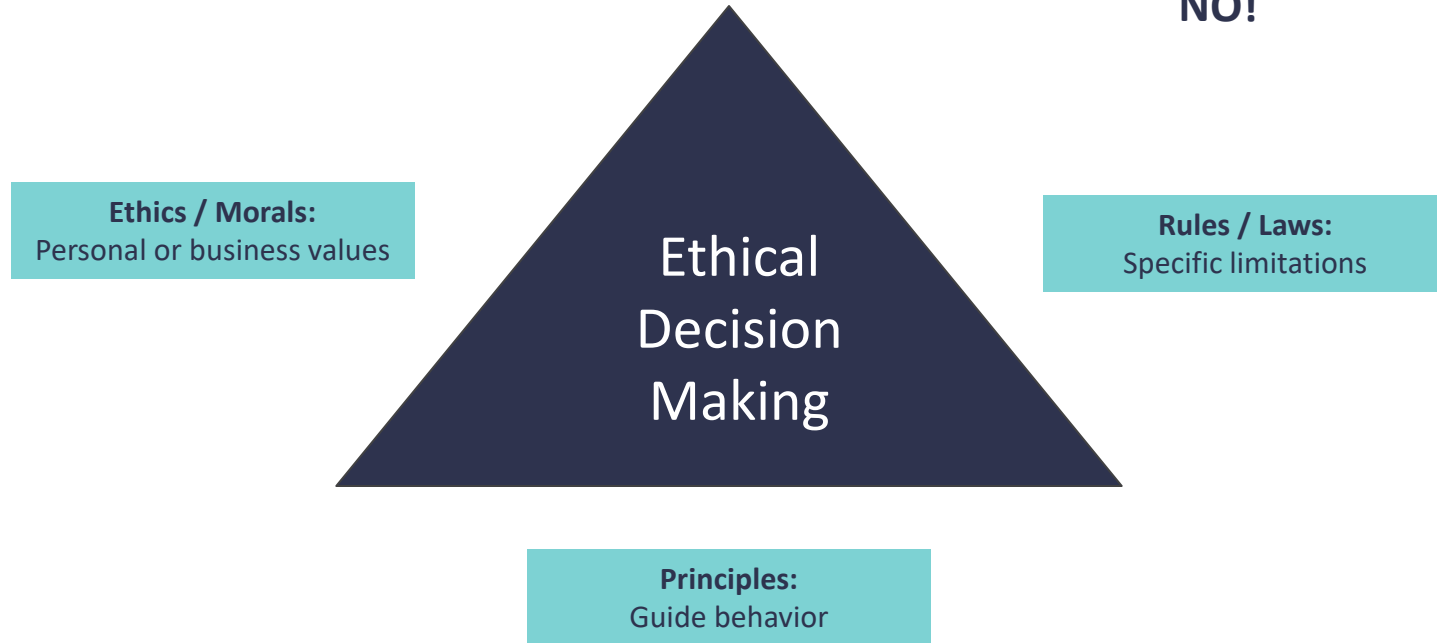 NO!
Ethics / Morals:
Personal or business values
Ethical
Decision
Making
Rules / Laws:
Specific limitations
Principles:
Guide behavior